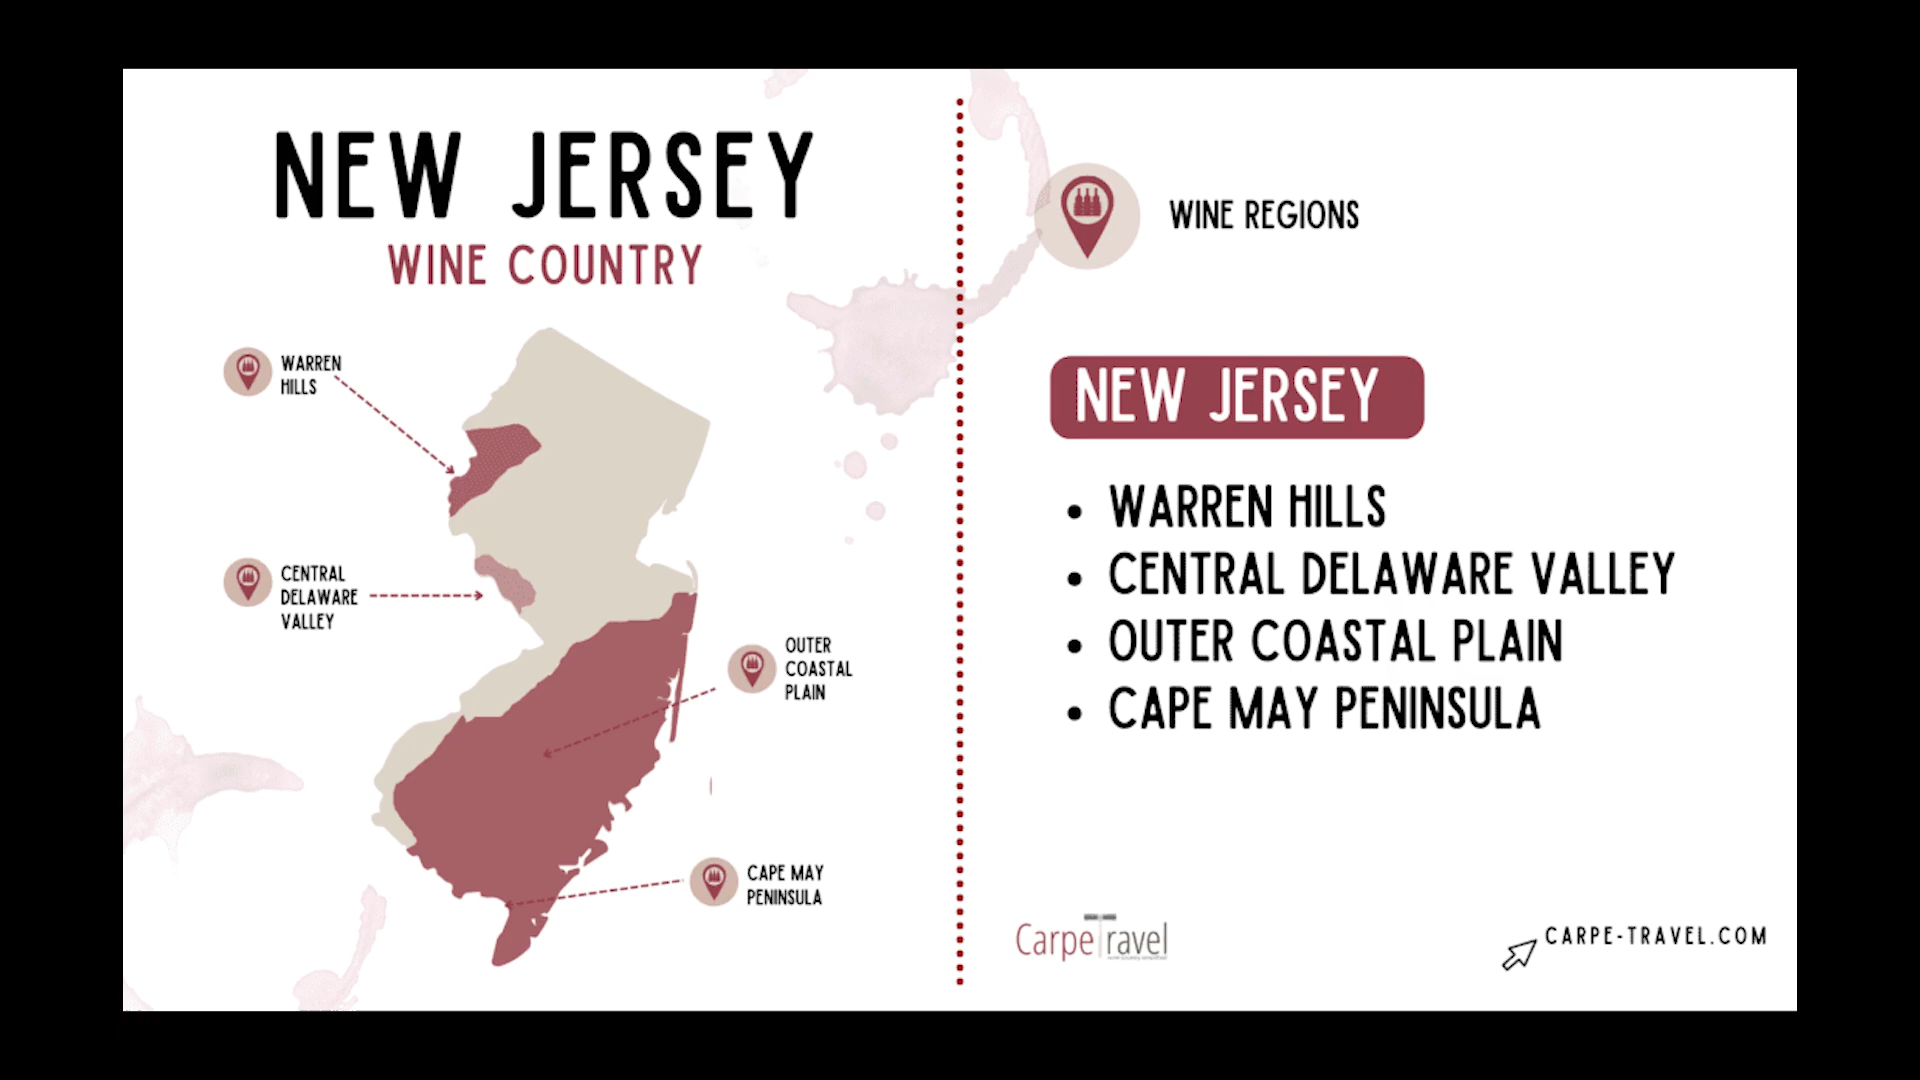 NEW JERSEY
WINE COUNTRY
WARREN
HILLS
CENTRAL
DELAWARE
VALLEY
OUTER
COASTAL
PLAIN
CAPE MAY
PENINSULA
WINE REGIONS
NEW JERSEY
• WARREN HILLS
• CENTRAL DELAWARE VALLEY
• OUTER COASTAL PLAIN
• CAPE MAY PENINSULA
CarpeTravel
CARPE-TRAVEL.COM